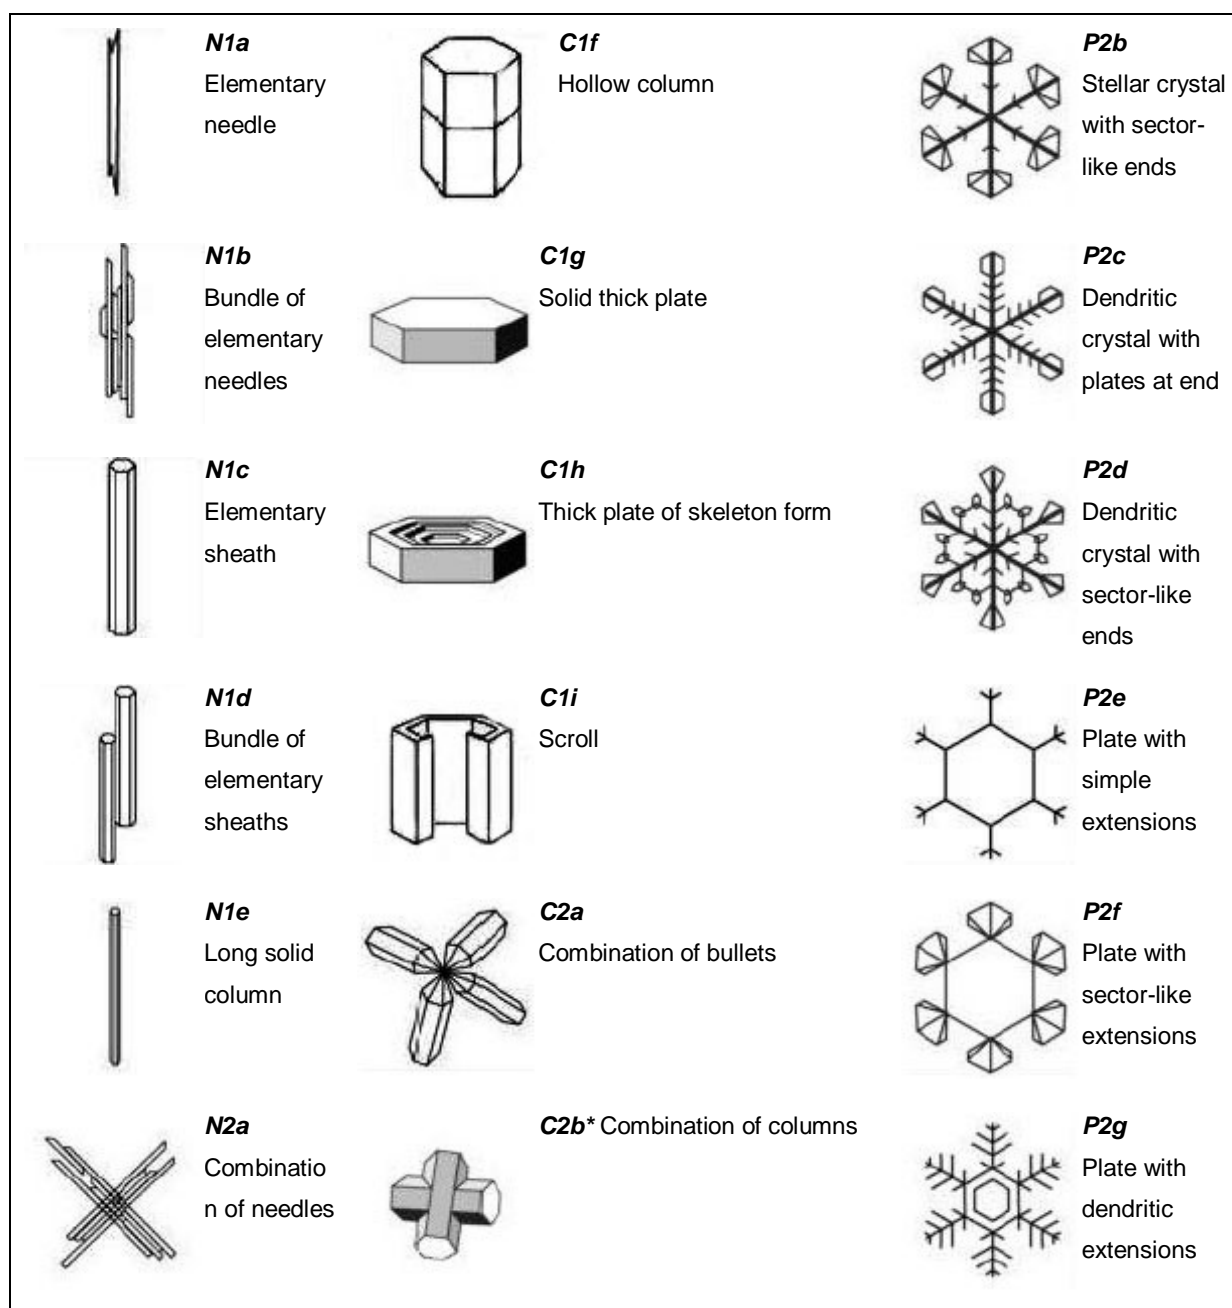 N1a
Elementary
needle
C1f
Hollow column
P2b
Stellar crystal
with sector-
like ends
N1b
Bundle of
elementary
needles
C1g
Solid thick plate
P2c
Dendritic
crystal with
plates at end
N1c
Elementary
sheath
C1h
Thick plate of skeleton form
P2d
Dendritic
crystal with
sector-like
ends
N1d
Bundle of
elementary
sheaths
C1i
Scroll
P2e
Plate with
simple
extensions
N1e
Long solid
column
C2a
Combination of bullets
P2f
Plate with
sector-like
extensions
N2a
Combinatio
n of needles
C2b* Combination of columns
P2g
Plate with
dendritic
extensions